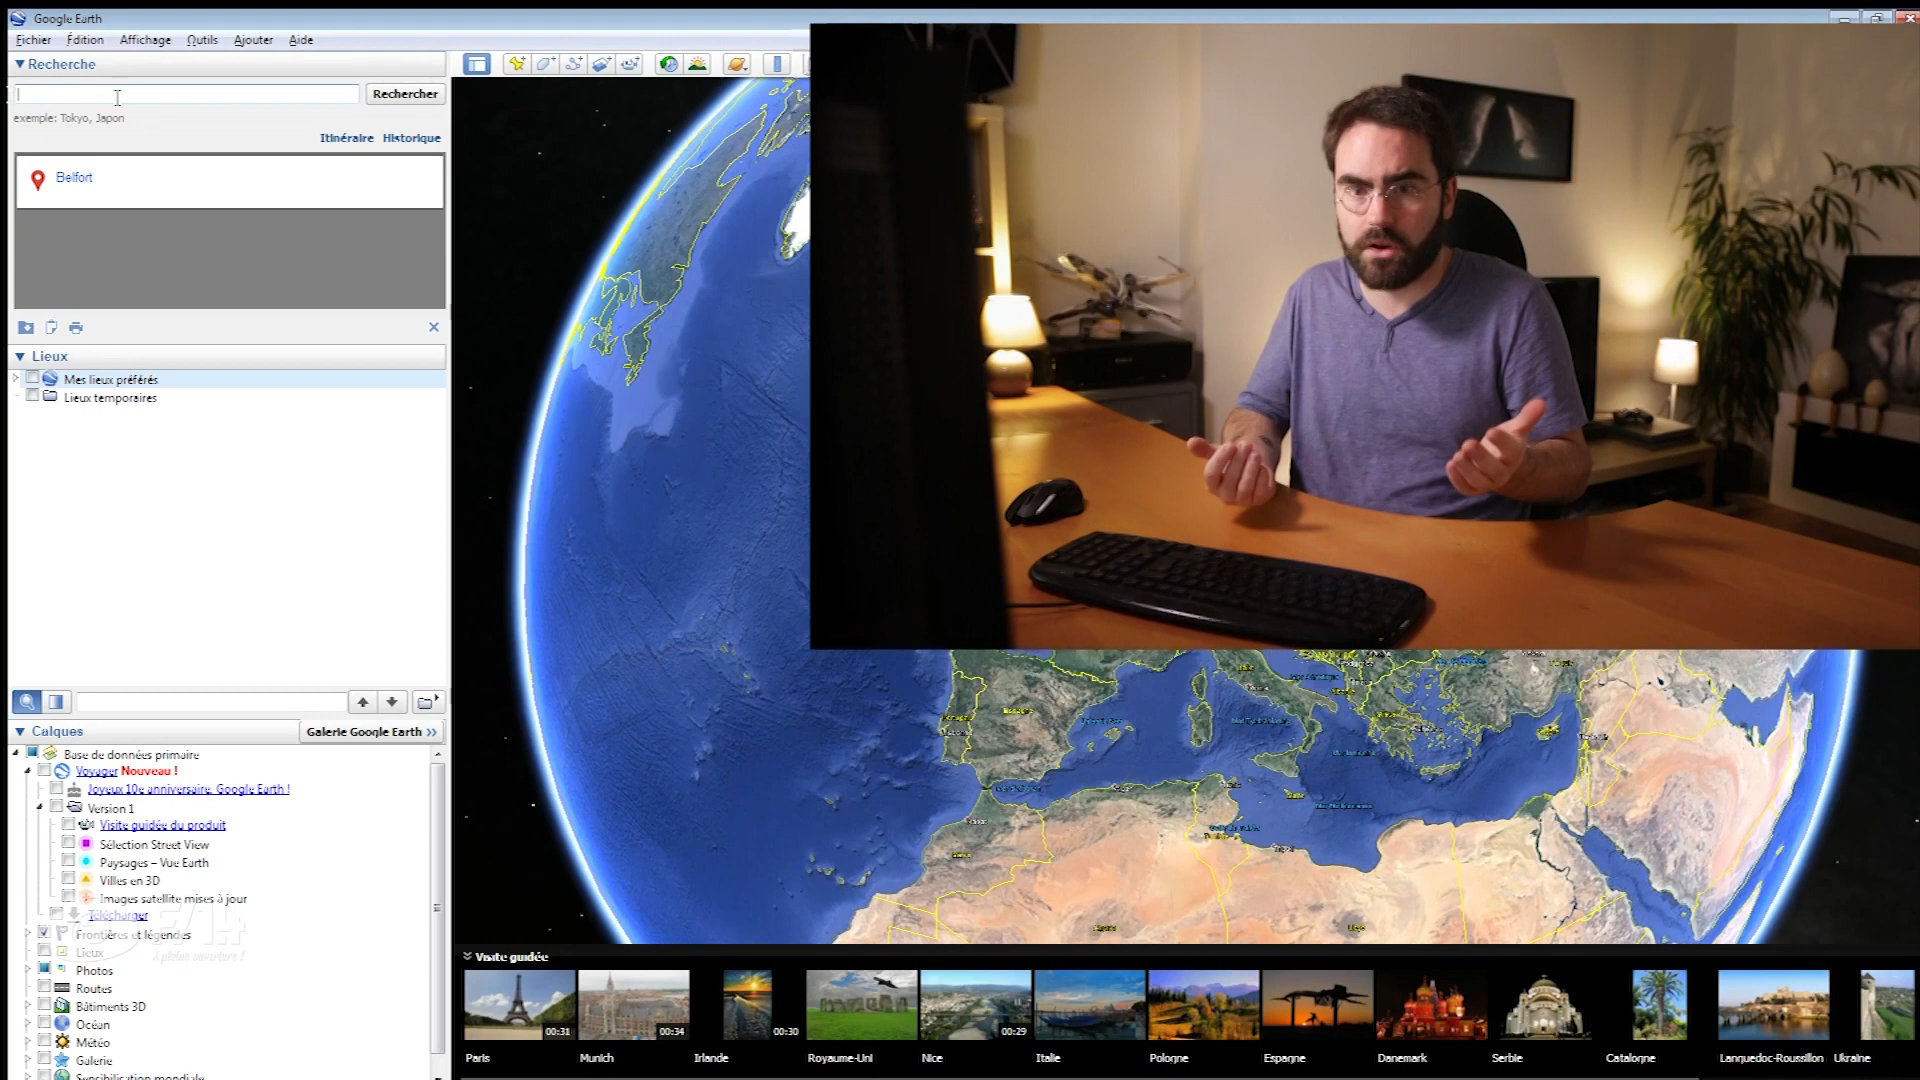 Google Earth
Fichier Édition Affichage Outils Ajouter Aide
Recherche
Rechercher
exemple: Tokyo, Japon
Itinéraire Historique
Belfort
Lieux
Mes lieux préférés
Lieux temporaires
Calques
Galerie Google Earth »
Base de données primaire
Voyager Nouveau !
Joyeux 10e anniversaire, Google Earth !
Version 1
Visite guidée du produit
Sélection Street View
Paysages – Vue Earth
Villes en 3D
Images satellite mises à jour
Télécharger
Frontières et légendes
Lieux
À pleine ouverture !
Photos
Routes
Bâtiments 3D
Océan
Météo
Galerie
Sensibilisation mondiale
Visite guidée
00:31 00:34 00:30 00:29
Paris Munich Irlande Royaume-Uni Nice Italie Pologne Espagne Danemark Serbie Catalogne Languedoc-Roussillon Ukraine